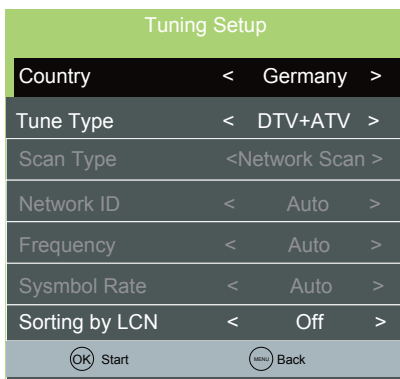 Tuning Setup
Country < Germany >
Tune Type < DTV+ATV >
Scan Type <Network Scan >
Network ID < Auto >
Frequency < Auto >
Sysmbol Rate < Auto >
Sorting by LCN < Off >
OK Start MENU Back